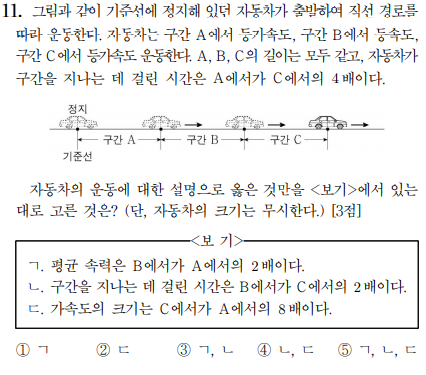 11. 그림과 같이 기준선에 정지해 있던 자동차가 출발하여 직선 경로를
따라 운동한다. 자동차는 구간 A에서 등가속도, 구간 B에서 등속도,
구간 C에서 등가속도 운동한다. A, B, C의 길이는 모두 같고, 자동차가
구간을 지나는 데 걸린 시간은 A에서가 C에서의 4배이다.
정지
구간 A 구간 B 구간 C
기준선
자동차의 운동에 대한 설명으로 옳은 것만을 <보기>에서 있는
대로 고른 것은? (단, 자동차의 크기는 무시한다.) [3점]
<보 기>
ㄱ. 평균 속력은 B에서가 A에서의 2배이다.
ㄴ. 구간을 지나는 데 걸린 시간은 B에서가 C에서의 2배이다.
ㄷ. 가속도의 크기는 C에서가 A에서의 8배이다.
① ㄱ ② ㄷ ③ ㄱ, ㄴ ④ ㄴ, ㄷ ⑤ ㄱ, ㄴ, ㄷ